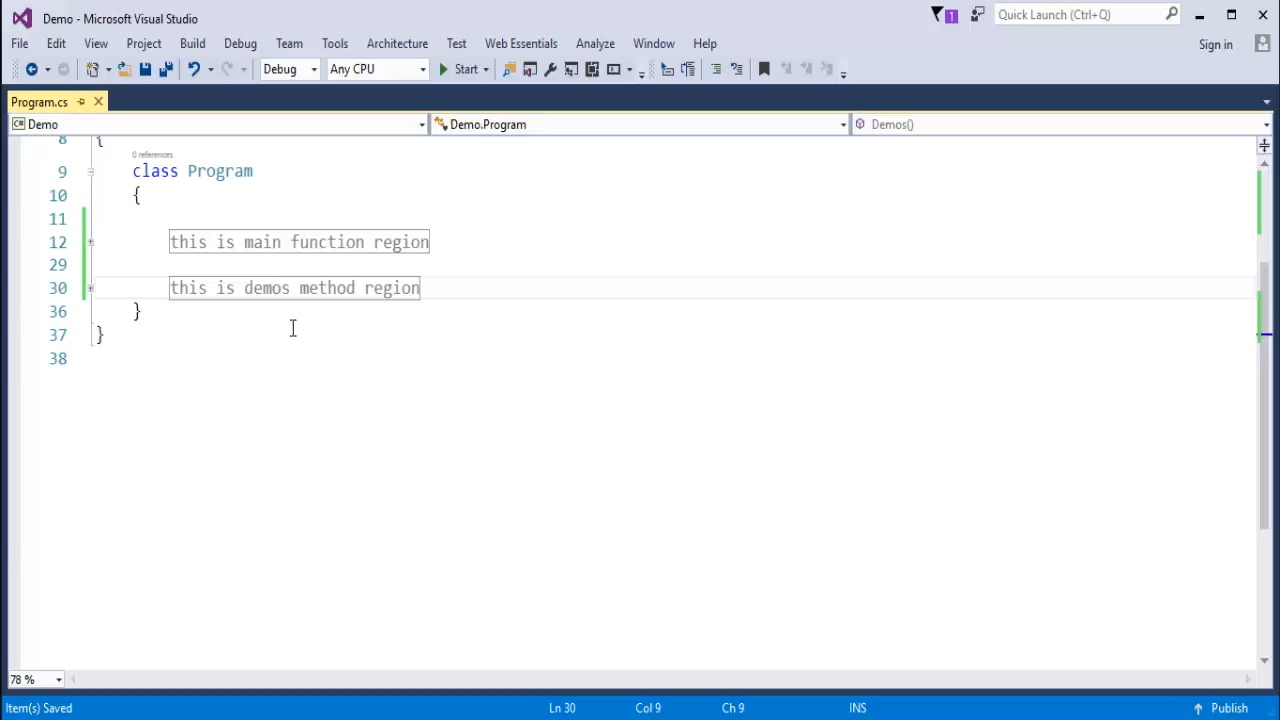 Demo - Microsoft Visual Studio
1
Quick Launch (Ctrl+Q)
File Edit View Project Build Debug Team Tools Architecture Test Web Essentials Analyze Window Help
Sign in
Debug Any CPU Start
Program.cs
C# Demo Demo.Program Demos()
8 {
0 references
9 class Program
10 {
11
12 this is main function region
29
30 this is demos method region
36 }
37 }
38
78 %
Item(s) Saved Ln 30 Col 9 Ch 9 INS Publish